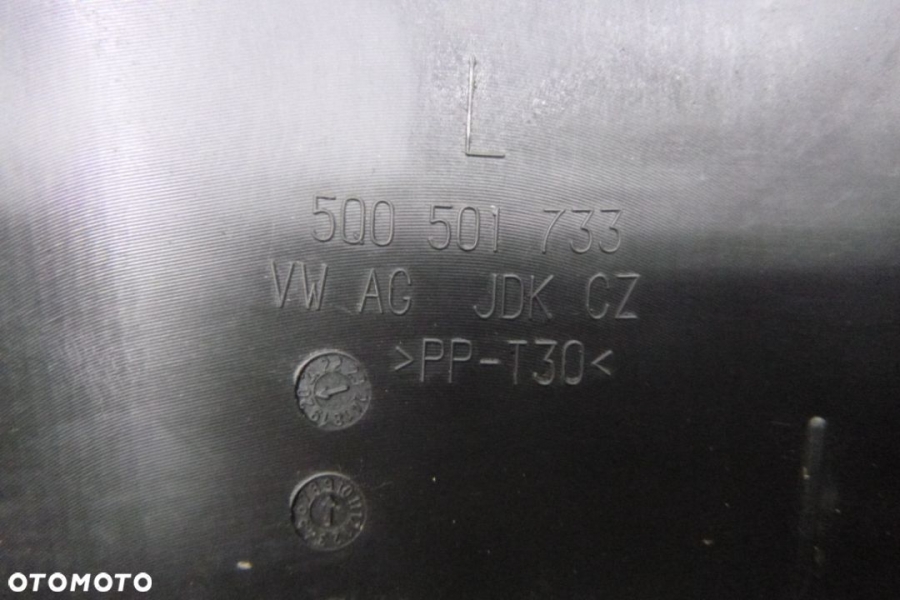 L
5Q0 501 733
VW AG JDK CZ
>PP-T30<
OTOMOTO